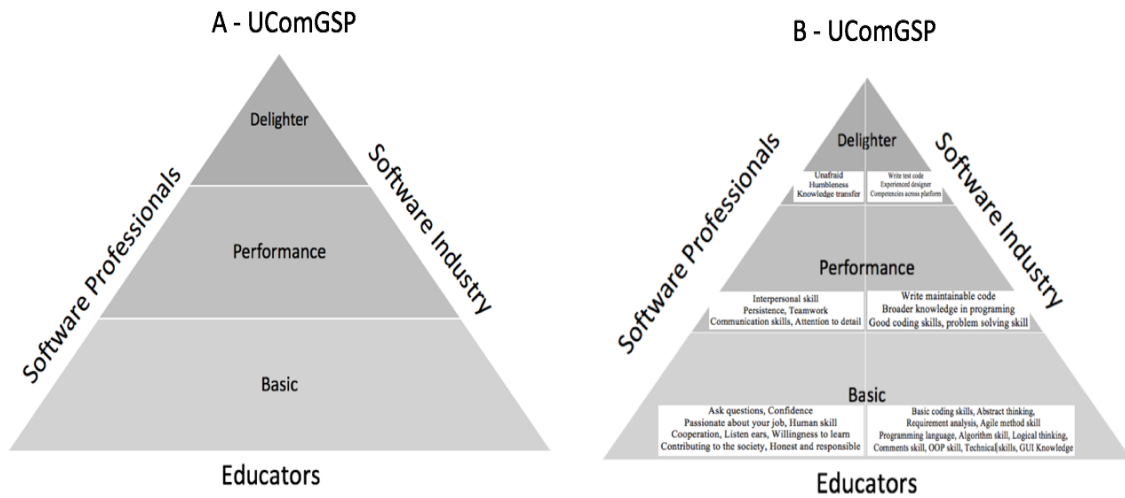 A - UComGSP
Delighter
Performance
Basic
Software Professionals
Software Industry
Educators
B - UComGSP
Delighter
Unafraid
Humbleness
Knowledge transfer
Write test code
Experienced designer
Competencies across platform
Performance
Interpersonal skill
Persistence, Teamwork
Communication skills, Attention to detail
Write maintainable code
Broader knowledge in programing
Good coding skills, problem solving skill
Basic
Ask questions, Confidence
Passionate about your job, Human skill
Cooperation, Listen ears, Willingness to learn
Contributing to the society, Honest and responsible
Basic coding skills, Abstract thinking,
Requirement analysis, Agile method skill
Programming language, Algorithm skill, Logical thinking,
Comments skill, OOP skill, Technical skills, GUI Knowledge
Software Professionals
Software Industry
Educators